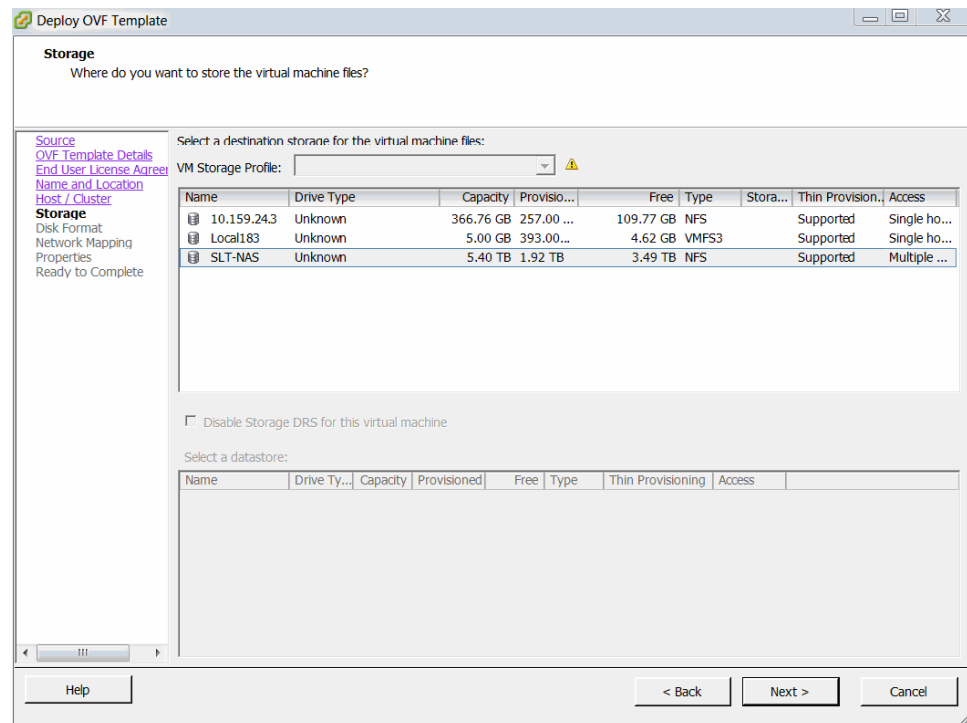 Deploy OVF Template
Storage
Where do you want to store the virtual machine files?
Source
OVF Template Details
End User License Agreer
Name and Location
Host / Cluster
Storage
Disk Format
Network Mapping
Properties
Ready to Complete
Select a destination storage for the virtual machine files:
VM Storage Profile:
Name Drive Type Capacity Provisio... Free Type Stora... Thin Provision.. Access
10.159.24.3 Unknown 366.76 GB 257.00 ... 109.77 GB NFS Supported Single ho...
Local183 Unknown 5.00 GB 393.00... 4.62 GB VMFS3 Supported Single ho...
SLT-NAS Unknown 5.40 TB 1.92 TB 3.49 TB NFS Supported Multiple ...
Disable Storage DRS for this virtual machine
Select a datastore:
Name Drive Ty... Capacity Provisioned Free Type Thin Provisioning Access
Help < Back Next > Cancel